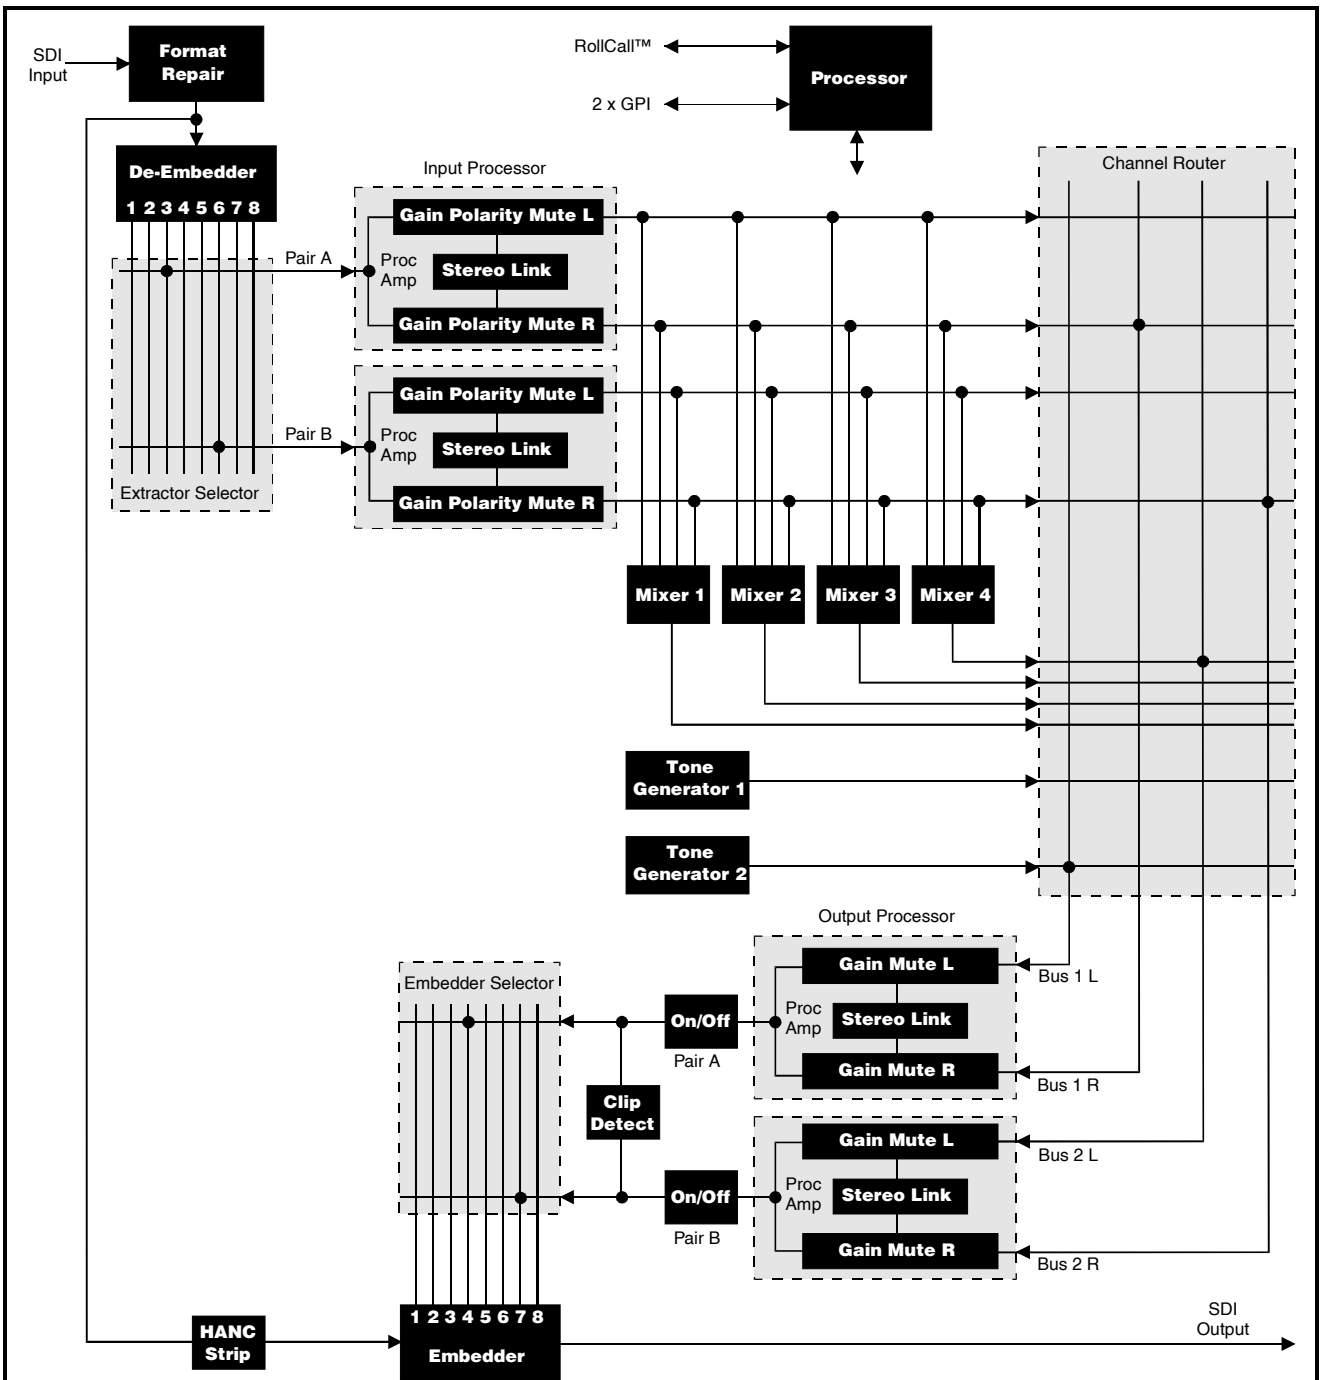 SDI
Input
Format
Repair
RollCall™
2 x GPI
Processor
De-Embedder
1 2 3 4 5 6 7 8
Input Processor
Channel Router
Gain Polarity Mute L
Pair A
Proc
Amp
Stereo Link
Gain Polarity Mute R
Gain Polarity Mute L
Pair B
Proc
Amp
Stereo Link
Gain Polarity Mute R
Extractor Selector
Mixer 1
Mixer 2
Mixer 3
Mixer 4
Tone
Generator 1
Tone
Generator 2
Output Processor
Embedder Selector
Gain Mute L
Bus 1 L
On/Off
Pair A
Proc
Amp
Stereo Link
Gain Mute R
Bus 1 R
Clip
Detect
Gain Mute L
Bus 2 L
On/Off
Pair B
Proc
Amp
Stereo Link
Gain Mute R
Bus 2 R
1 2 3 4 5 6 7 8
Embedder
HANC
Strip
SDI
Output